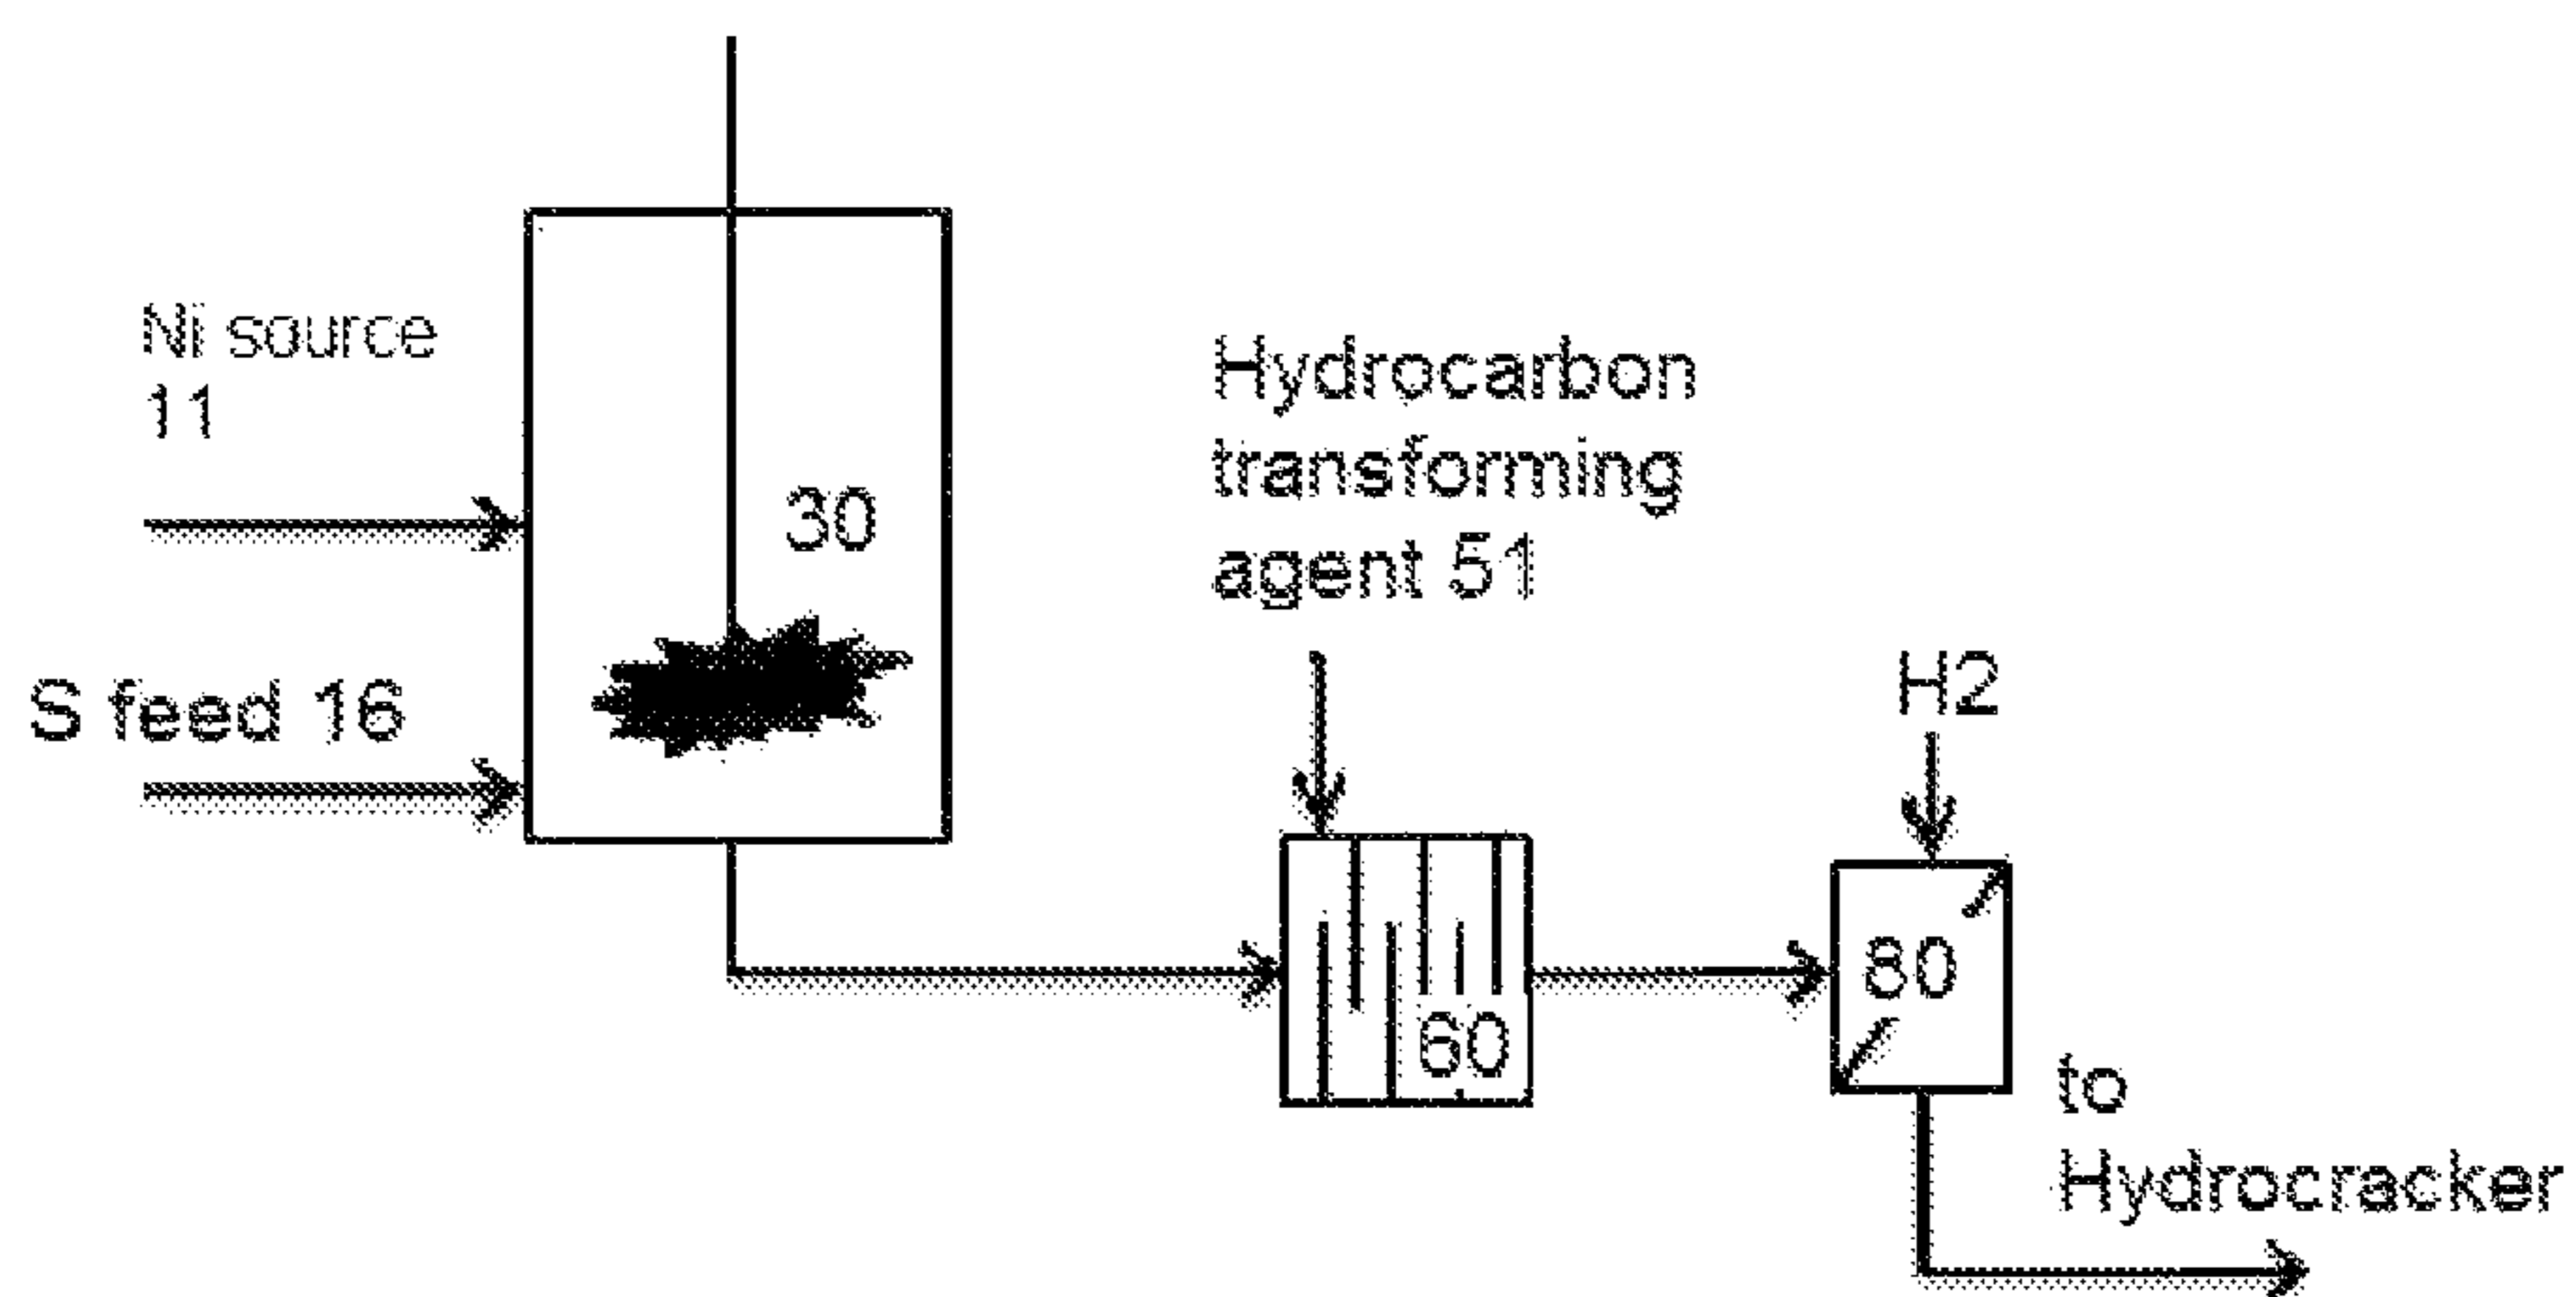 Ni source
11
S feed 16
30
Hydrocarbon
transforming
agent 51
60
H2
80
to
Hydrocracker